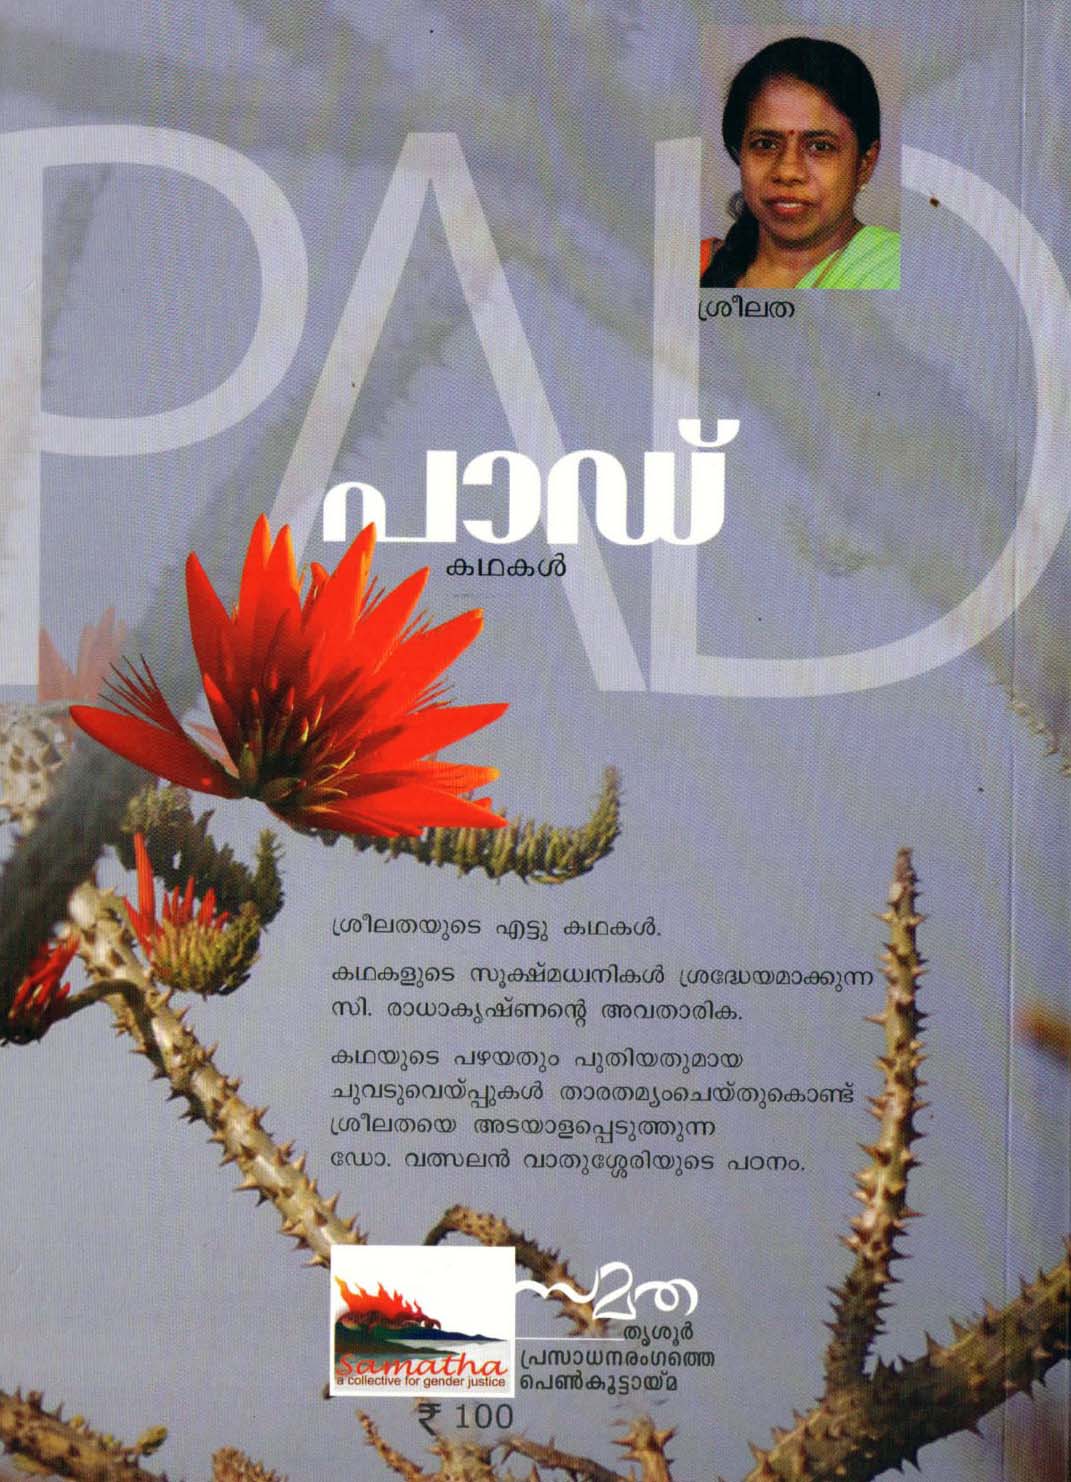 PAD
ശ്രീലത
പാഡ്
കഥകൾ
ശ്രീലതയുടെ എട്ടു കഥകൾ.
കഥകളുടെ സൂക്ഷ്മധ്വനികൾ ശ്രദ്ധേയമാക്കുന്ന
സി. രാധാകൃഷ്ണന്റെ അവതാരിക.
കഥയുടെ പഴയതും പുതിയതുമായ
ചുവടുവെയ്പ്പുകൾ താരതമ്യംചെയ്തുകൊണ്ട്
ശ്രീലതയെ അടയാളപ്പെടുത്തുന്ന
ഡോ. വത്സലൻ വാതുശ്ശേരിയുടെ പഠനം.
Samatha
a collective for gender justice
സമത
തൃശൂർ
പ്രസാധനരംഗത്തെ
പെൺകൂട്ടായ്മ
₹ 100